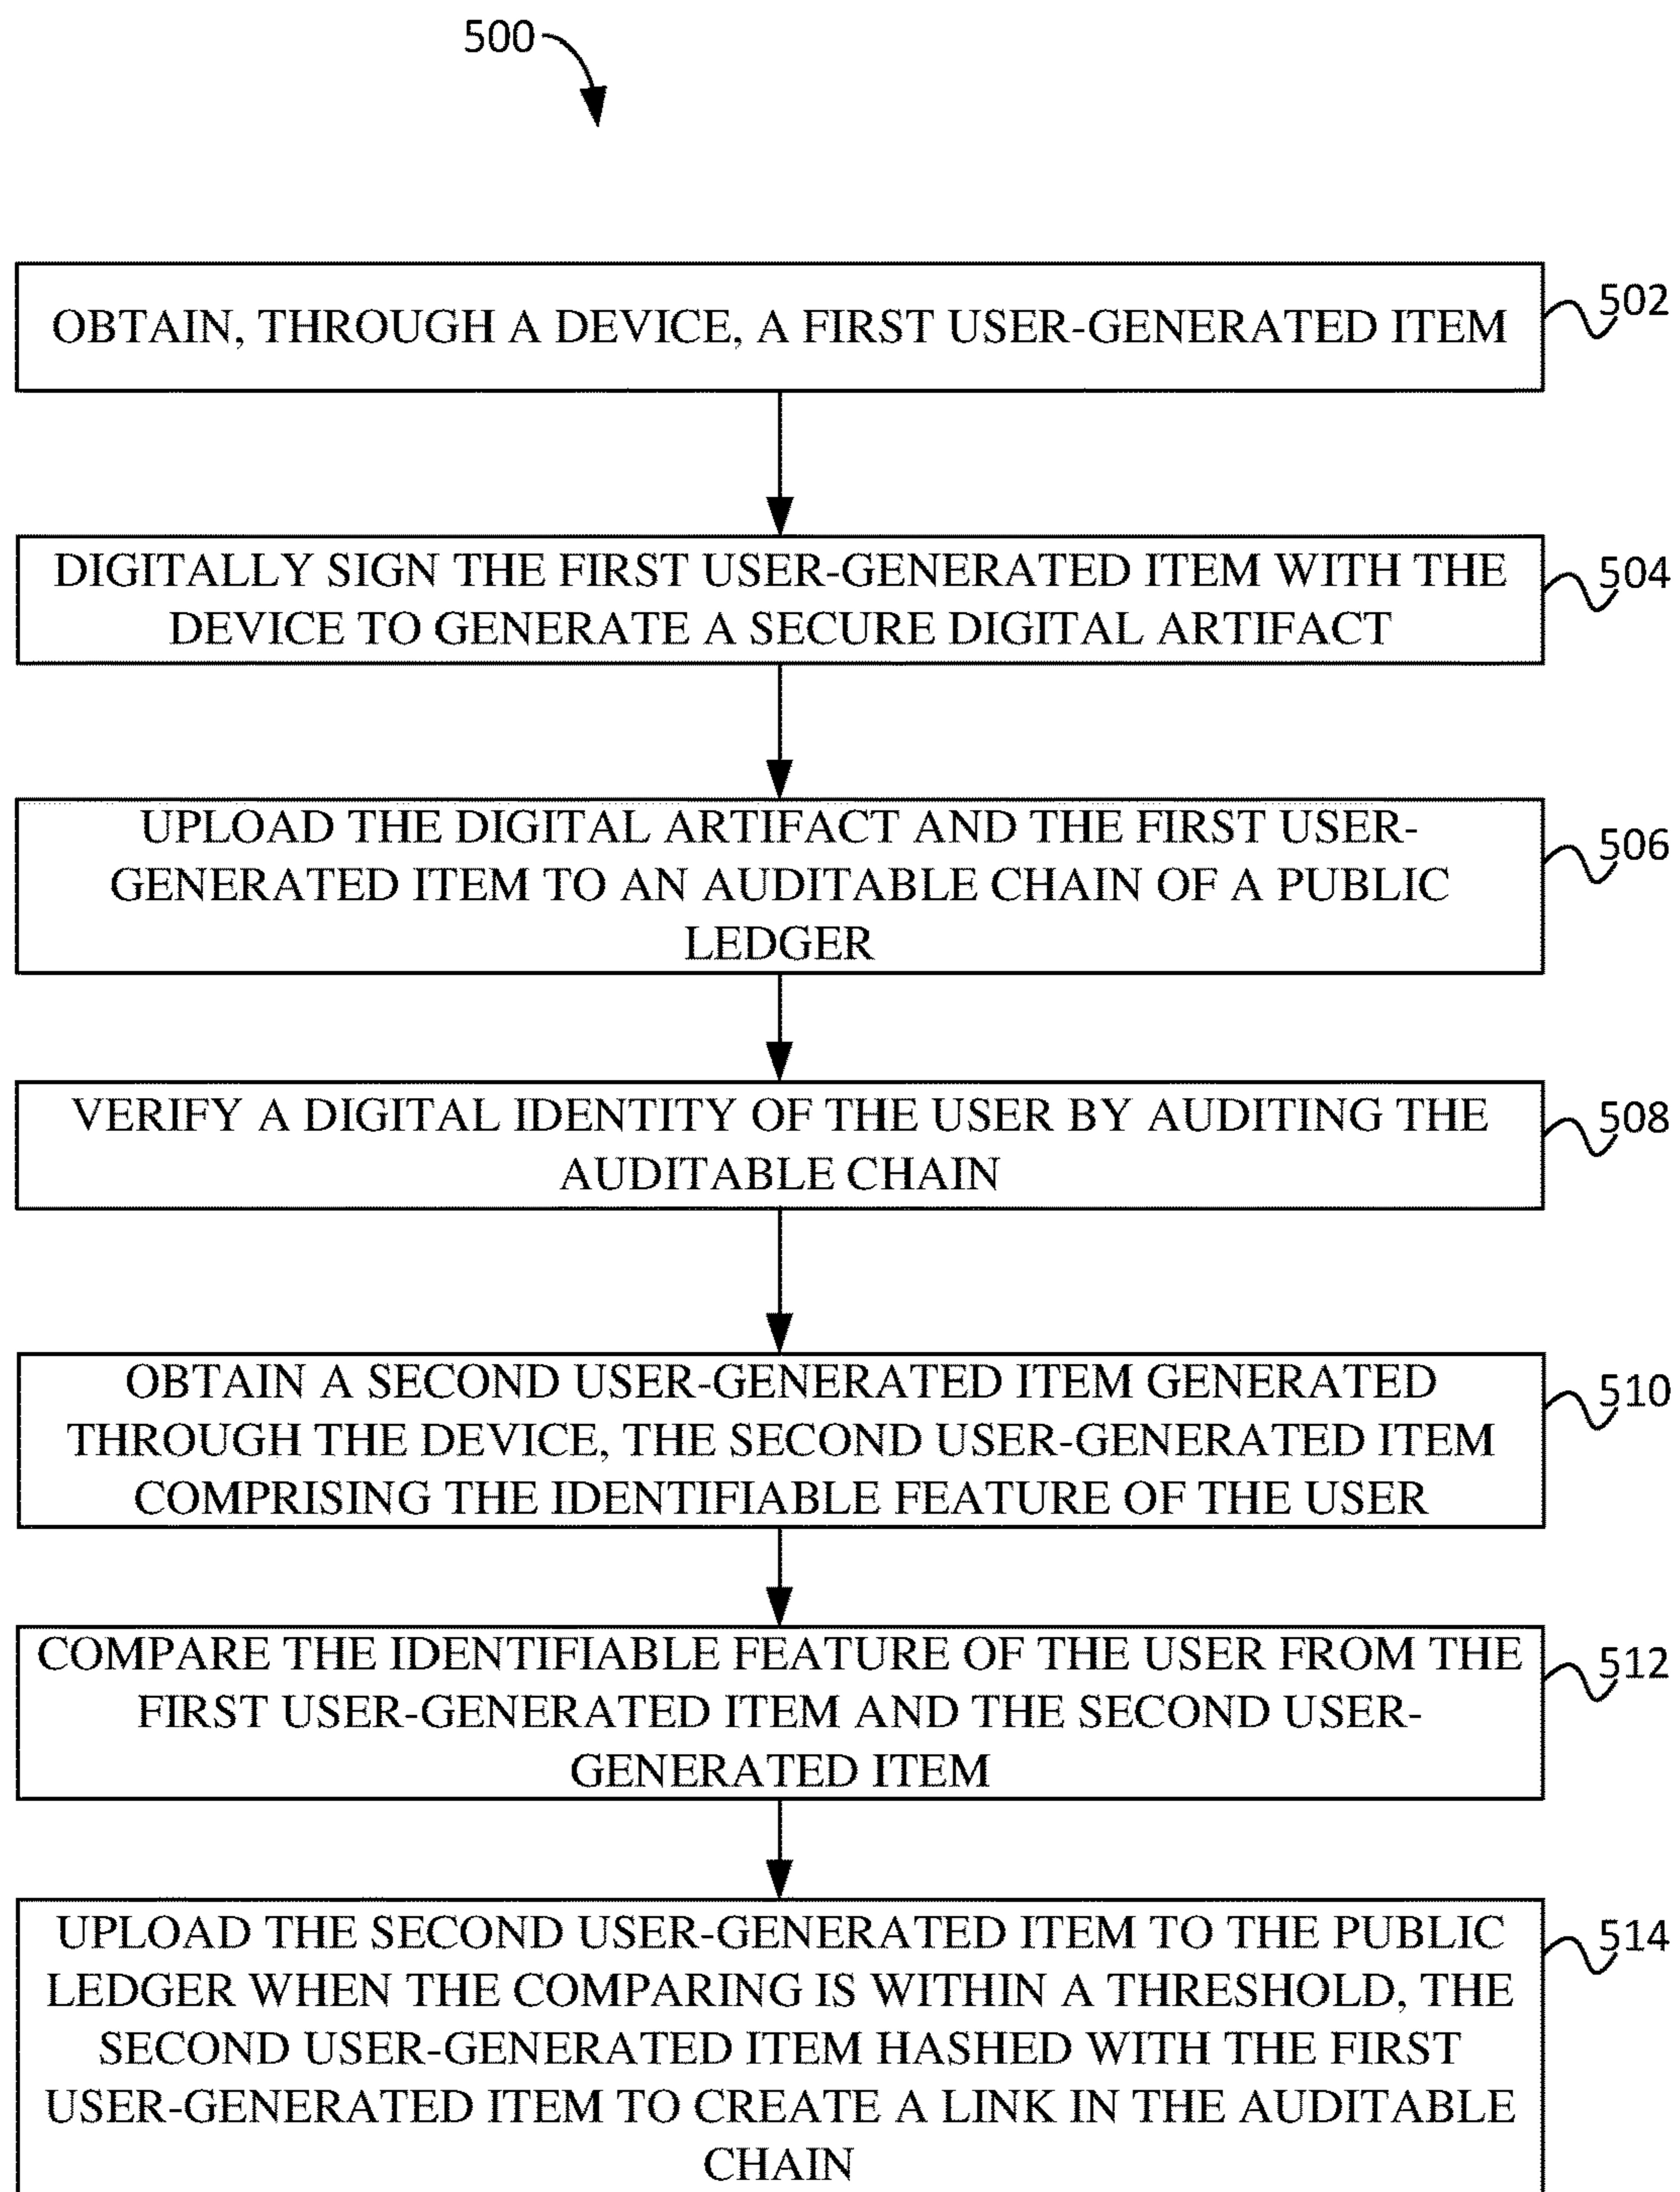 500
OBTAIN, THROUGH A DEVICE, A FIRST USER-GENERATED ITEM
502
DIGITALLY SIGN THE FIRST USER-GENERATED ITEM WITH THE
DEVICE TO GENERATE A SECURE DIGITAL ARTIFACT
504
UPLOAD THE DIGITAL ARTIFACT AND THE FIRST USER-
GENERATED ITEM TO AN AUDITABLE CHAIN OF A PUBLIC
LEDGER
506
VERIFY A DIGITAL IDENTITY OF THE USER BY AUDITING THE
AUDITABLE CHAIN
508
OBTAIN A SECOND USER-GENERATED ITEM GENERATED
THROUGH THE DEVICE, THE SECOND USER-GENERATED ITEM
COMPRISING THE IDENTIFIABLE FEATURE OF THE USER
510
COMPARE THE IDENTIFIABLE FEATURE OF THE USER FROM THE
FIRST USER-GENERATED ITEM AND THE SECOND USER-
GENERATED ITEM
512
UPLOAD THE SECOND USER-GENERATED ITEM TO THE PUBLIC
LEDGER WHEN THE COMPARING IS WITHIN A THRESHOLD, THE
SECOND USER-GENERATED ITEM HASHED WITH THE FIRST
USER-GENERATED ITEM TO CREATE A LINK IN THE AUDITABLE
CHAIN
514